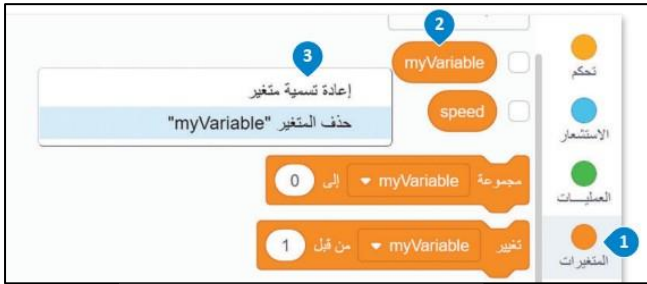 2
myVariable
3
تحكم
إعادة تسمية متغير
speed
حذف المتغير "myVariable"
الاستشعار
مجموعة myVariable إلى 0
العمليـــات
تغيير myVariable من قبل 1
1
المتغيرات